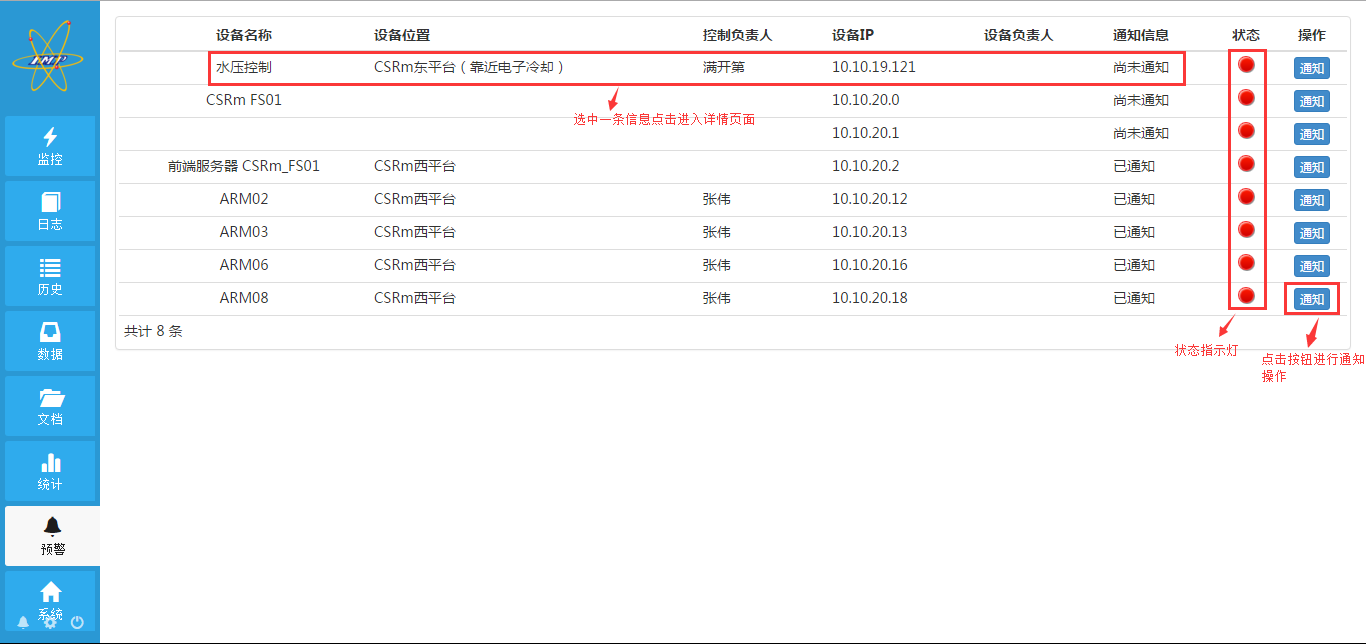 IMP
监控
日志
历史
数据
文档
统计
预警
系统
设备名称 设备位置 控制负责人 设备IP 设备负责人 通知信息 状态 操作
水压控制 CSRm东平台（靠近电子冷却） 满开第 10.10.19.121 尚未通知 通知
CSRm FS01 10.10.20.0 尚未通知 通知
10.10.20.1 尚未通知 通知
前端服务器 CSRm_FS01 CSRm西平台 10.10.20.2 已通知 通知
ARM02 CSRm西平台 张伟 10.10.20.12 已通知 通知
ARM03 CSRm西平台 张伟 10.10.20.13 已通知 通知
ARM06 CSRm西平台 张伟 10.10.20.16 已通知 通知
ARM08 CSRm西平台 张伟 10.10.20.18 已通知 通知
共计 8 条
选中一条信息点击进入详情页面
状态指示灯
点击按钮进行通知
操作